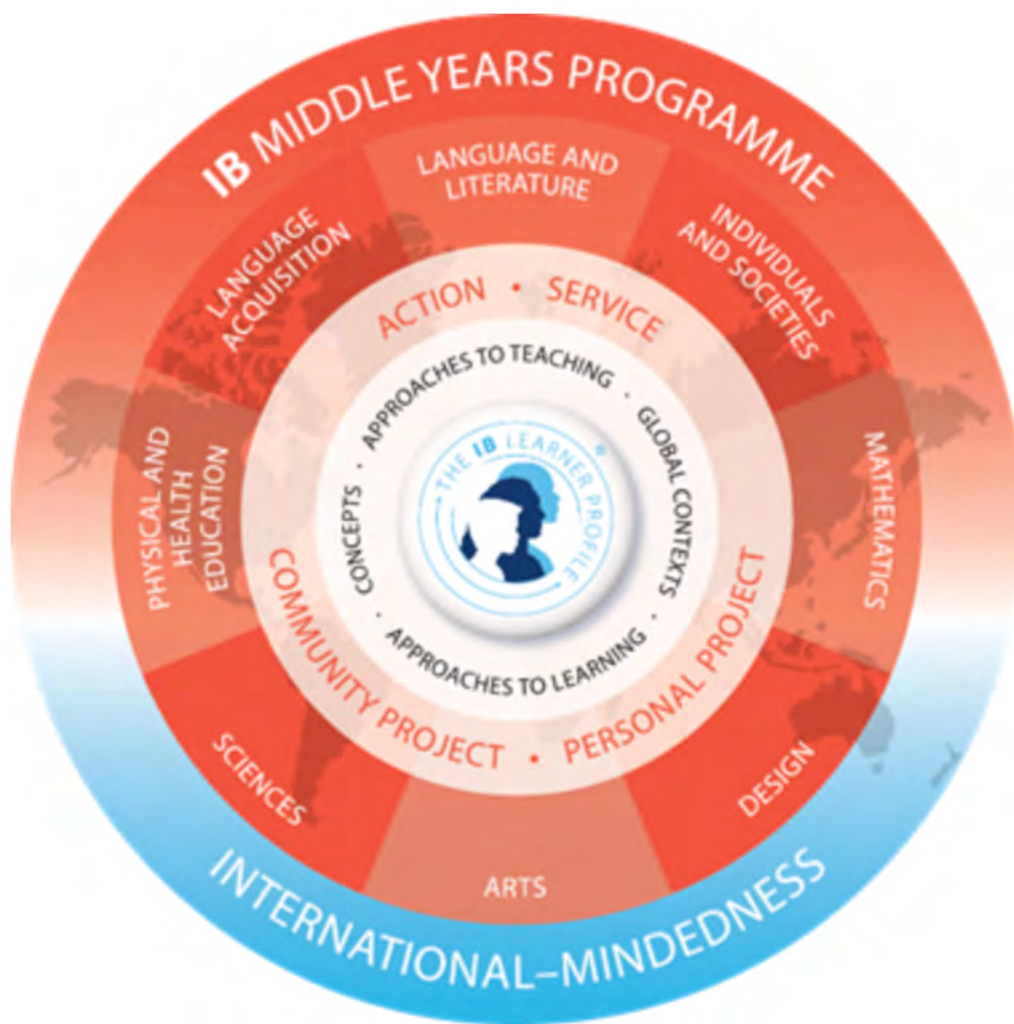 IB MIDDLE YEARS PROGRAMME
LANGUAGE AND
LITERATURE
LANGUAGE
ACQUISITION
INDIVIDUALS
AND SOCIETIES
PHYSICAL AND
HEALTH
EDUCATION
MATHEMATICS
SCIENCES
DESIGN
ARTS
ACTION • SERVICE
COMMUNITY PROJECT • PERSONAL PROJECT
APPROACHES TO TEACHING · GLOBAL CONTEXTS ·
CONCEPTS ·
APPROACHES TO LEARNING
THE IB LEARNER PROFILE ®
INTERNATIONAL–MINDEDNESS